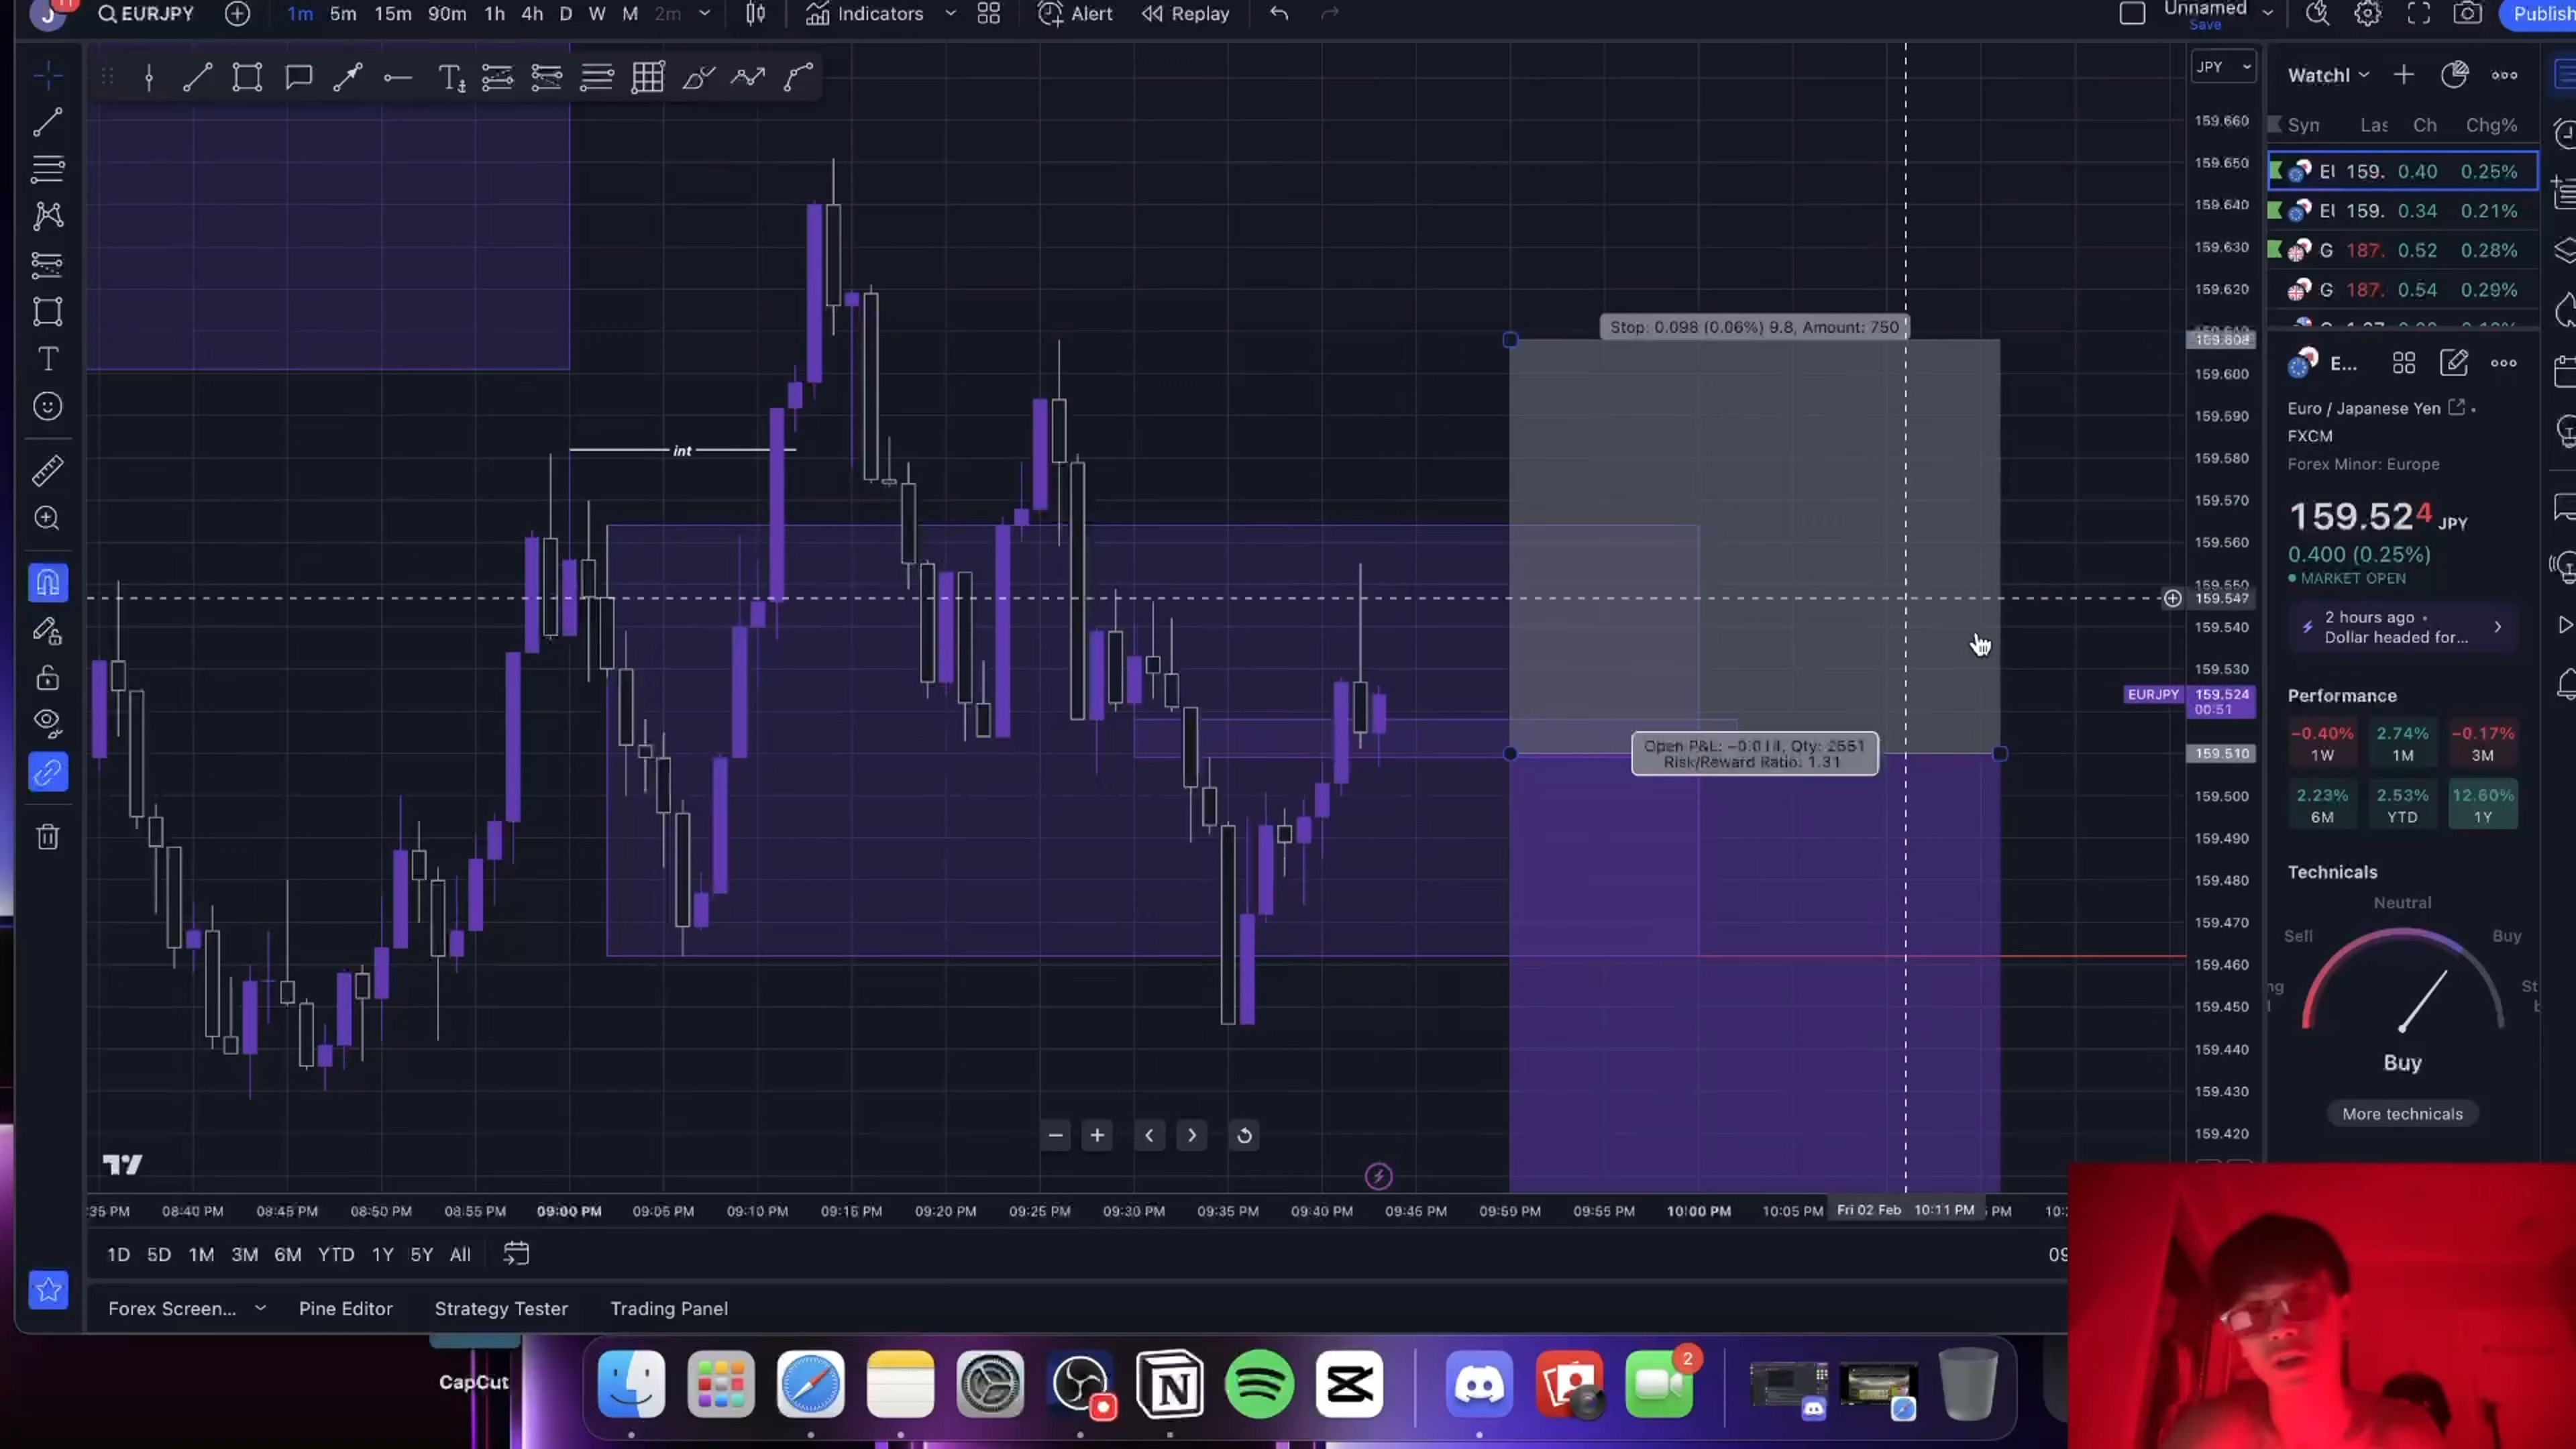 J
11
EURJPY
1m 5m 15m 90m 1h 4h D W M 2m
Indicators
Alert
Replay
Unnamed
Save
Publish
JPY
Watchl
Las Ch Chg%
EU 159. 0.40 0.25%
EU 159. 0.34 0.21%
G 187. 0.52 0.28%
G 187. 0.54 0.29%
E...
Euro / Japanese Yen
FXCM
Forex Minor: Europe
159.524 JPY
0.400 (0.25%)
MARKET OPEN
2 hours ago
Dollar headed for...
Performance
−0.40% 2.74% −0.17%
1W 1M 3M
2.23% 2.53% 12.60%
6M YTD 1Y
Technicals
Neutral
Sell Buy
Buy
More technicals
159.660
159.650
159.640
159.630
159.620
159.608
159.600
159.590
159.580
159.570
159.560
159.550
159.547
159.540
159.530
EURJPY 159.524
00:51
159.510
159.500
159.490
159.480
159.470
159.460
159.450
159.440
159.430
159.420
int
Stop: 0.098 (0.06%) 9.8, Amount: 750
Risk/Reward Ratio: 1.31
:35 PM 08:40 PM 08:45 PM 08:50 PM 08:55 PM 09:00 PM 09:05 PM 09:10 PM 09:15 PM 09:20 PM 09:25 PM 09:30 PM 09:35 PM 09:40 PM 09:45 PM 09:50 PM 09:55 PM 10:00 PM 10:05 PM Fri 02 Feb 10:11 PM PM
1D 5D 1M 3M 6M YTD 1Y 5Y All
Forex Screen... Pine Editor Strategy Tester Trading Panel
CapCut
2